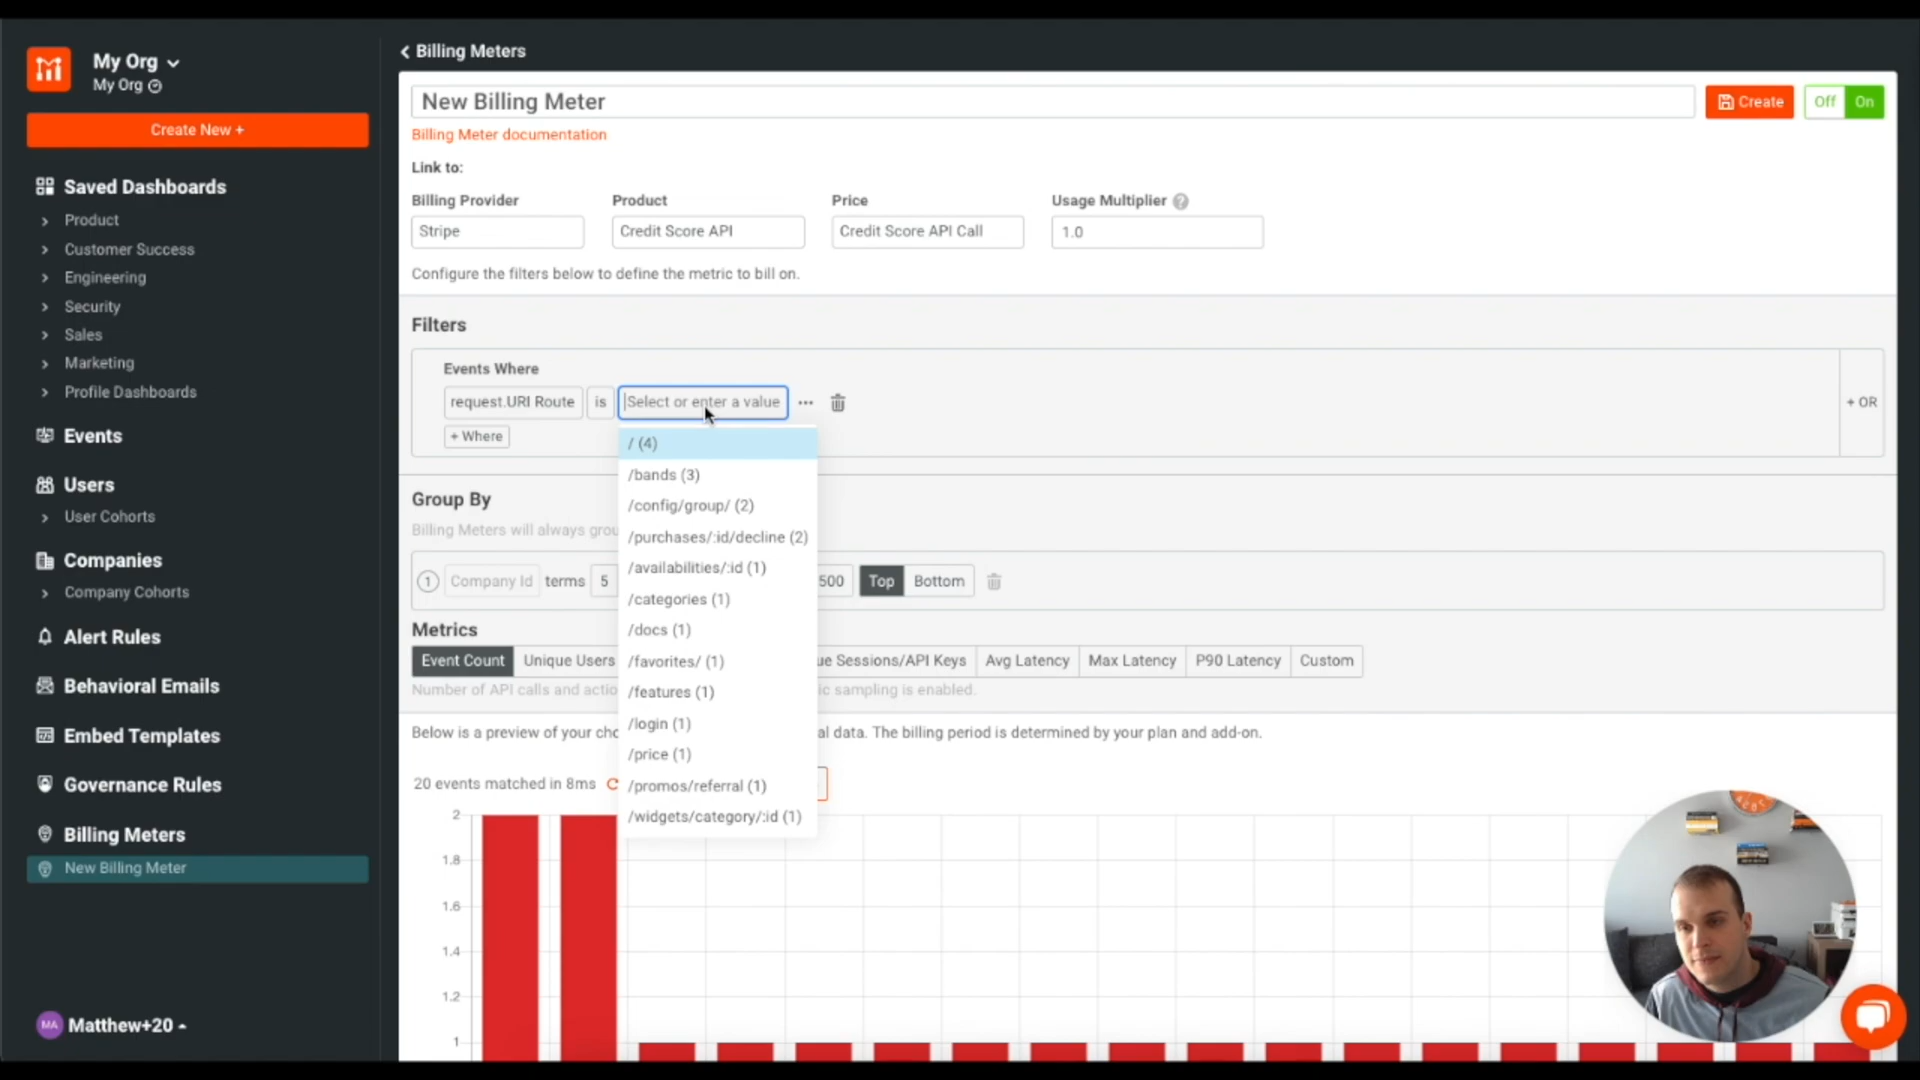 My Org
My Org
Create New +
Saved Dashboards
Product
Customer Success
Engineering
Security
Sales
Marketing
Profile Dashboards
Events
Users
User Cohorts
Companies
Company Cohorts
Alert Rules
Behavioral Emails
Embed Templates
Governance Rules
Billing Meters
New Billing Meter
MA Matthew+20
Billing Meters
New Billing Meter
Create
Off On
Billing Meter documentation
Link to:
Billing Provider Product Price Usage Multiplier ?
Stripe Credit Score API Credit Score API Call 1.0
Configure the filters below to define the metric to bill on.
Filters
Events Where
request.URI Route is Select or enter a value ...
+ OR
+ Where
/ (4)
/bands (3)
/config/group/ (2)
/purchases/:id/decline (2)
/availabilities/:id (1)
/categories (1)
/docs (1)
/favorites/ (1)
/features (1)
/login (1)
/price (1)
/promos/referral (1)
/widgets/category/:id (1)
Group By
Billing Meters will always grou
1 Company Id terms 5 500 Top Bottom
Metrics
Event Count Unique Users ue Sessions/API Keys Avg Latency Max Latency P90 Latency Custom
Number of API calls and actio ic sampling is enabled.
Below is a preview of your cho al data. The billing period is determined by your plan and add-on.
20 events matched in 8ms
2
1.8
1.6
1.4
1.2
1